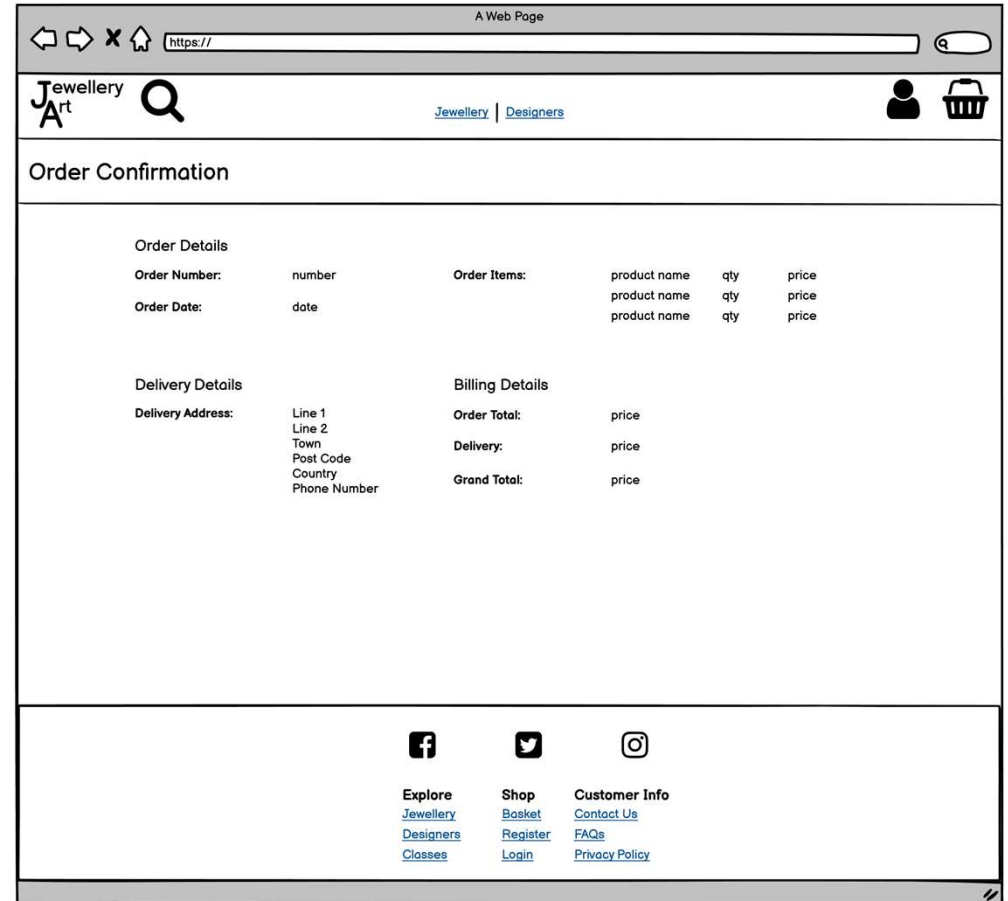 A Web Page
https://
Jewellery
Art
Jewellery | Designers
Order Confirmation
Order Details
Order Number: number
Order Date: date
Order Items: product name qty price
product name qty price
product name qty price
Delivery Details
Delivery Address: Line 1
Line 2
Town
Post Code
Country
Phone Number
Billing Details
Order Total: price
Delivery: price
Grand Total: price
Explore
Jewellery
Designers
Classes
Shop
Basket
Register
Login
Customer Info
Contact Us
FAQs
Privacy Policy